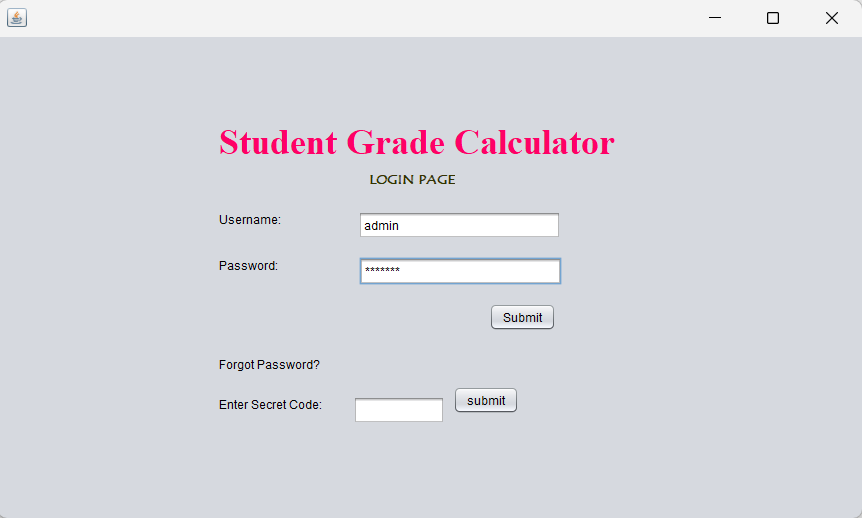 Student Grade Calculator
LOGIN PAGE
Username: admin
Password: *******
Submit
Forgot Password?
Enter Secret Code: submit